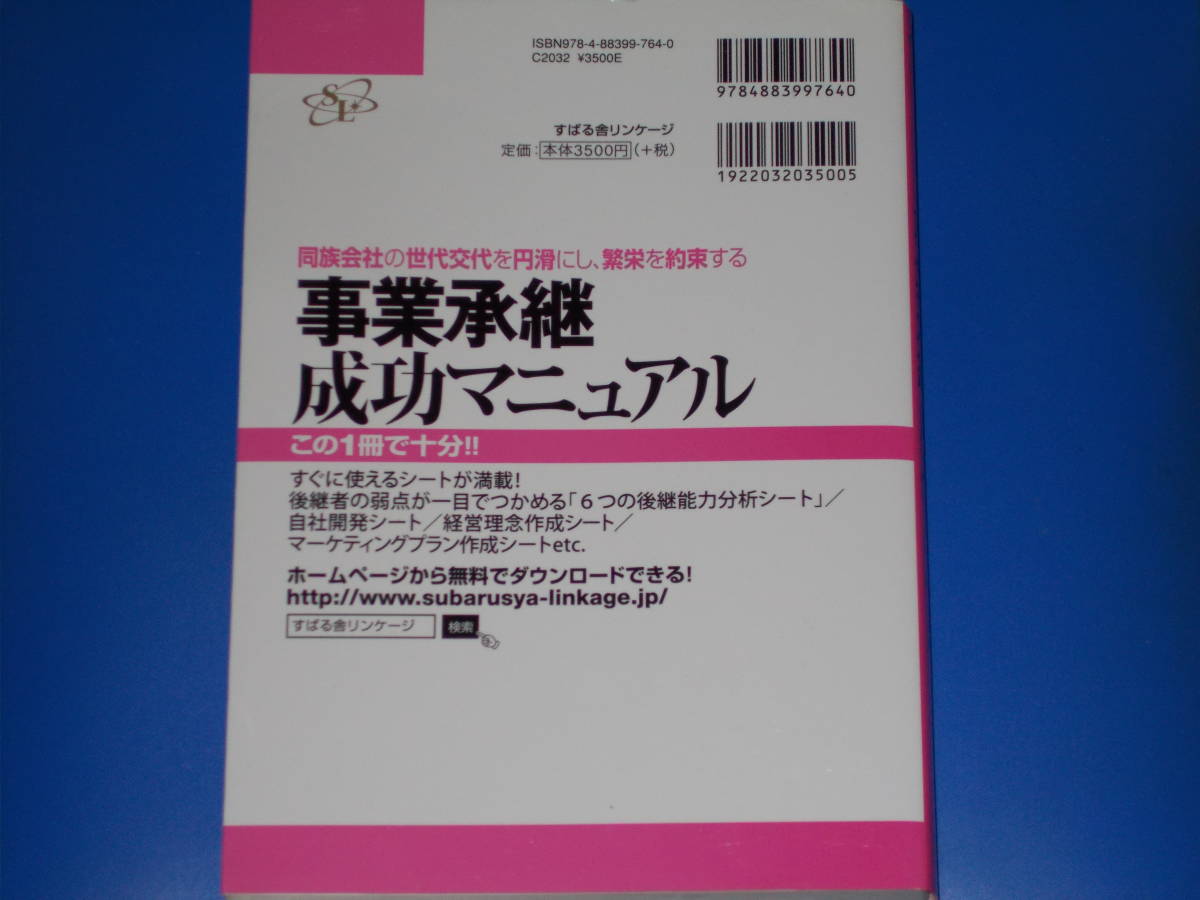 ISBN978-4-88399-764-0
C2032 ¥3500E
9784883997640
SL
すばる舎リンケージ
定価：本体3500円（+税）
1922032035005
同族会社の世代交代を円滑にし、繁栄を約束する
事業承継
成功マニュアル
この1冊で十分!!
すぐに使えるシートが満載！
後継者の弱点が一目でつかめる「６つの後継能力分析シート」／
自社開発シート／経営理念作成シート／
マーケティングプラン作成シートetc.
ホームページから無料でダウンロードできる！
http://www.subarusya-linkage.jp/
すばる舎リンケージ 検索